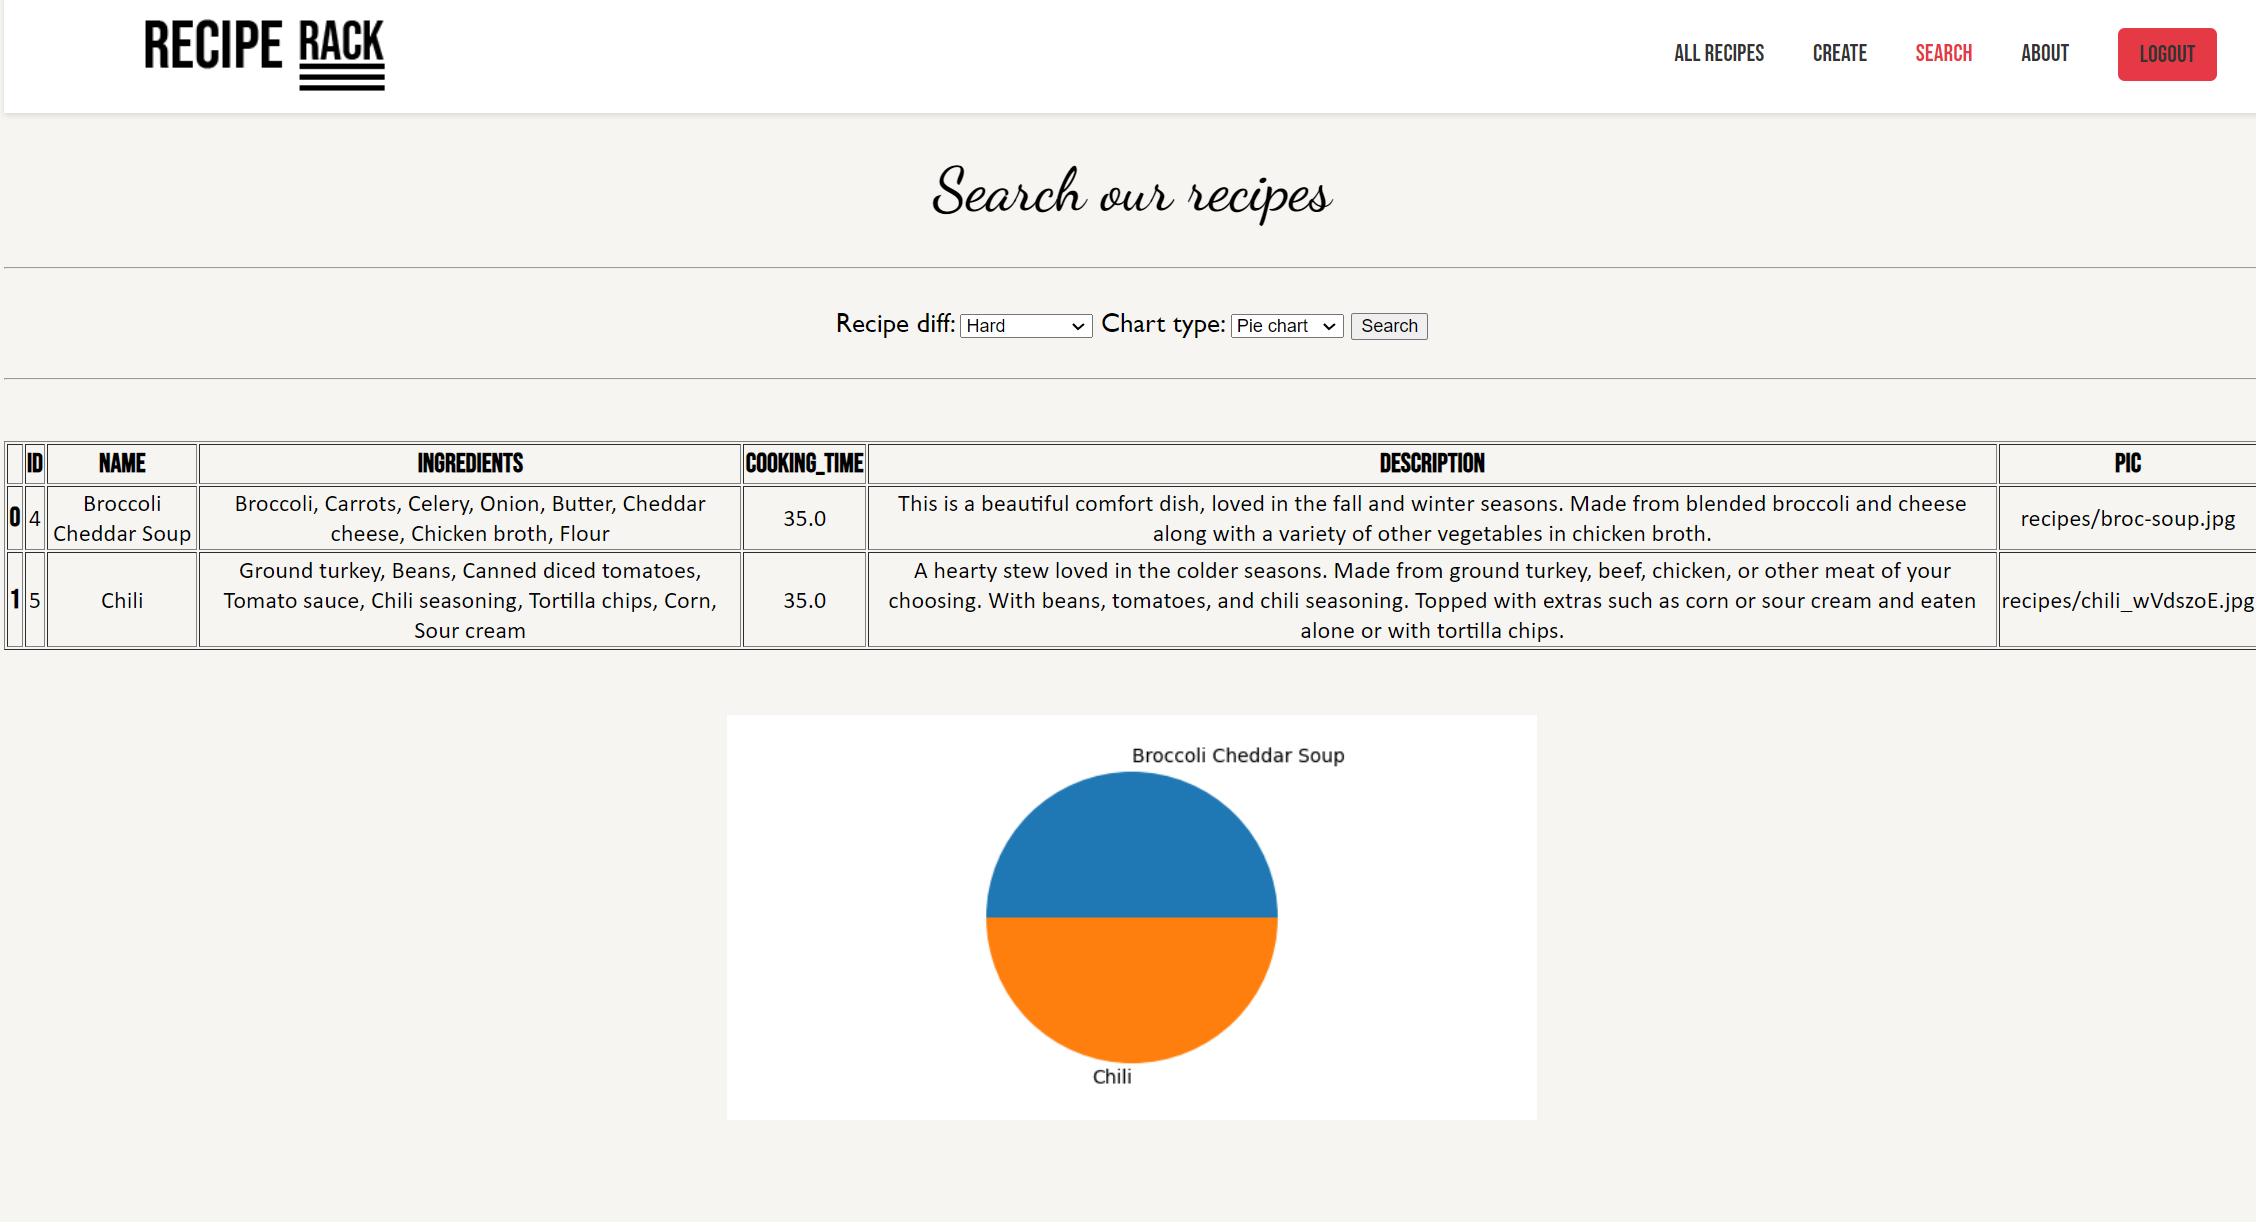 RECIPE RACK
ALL RECIPES CREATE SEARCH ABOUT LOGOUT
Search our recipes
Recipe diff: Hard Chart type: Pie chart Search
ID NAME INGREDIENTS COOKING_TIME DESCRIPTION PIC
0 4 Broccoli Cheddar Soup Broccoli, Carrots, Celery, Onion, Butter, Cheddar cheese, Chicken broth, Flour 35.0 This is a beautiful comfort dish, loved in the fall and winter seasons. Made from blended broccoli and cheese along with a variety of other vegetables in chicken broth. recipes/broc-soup.jpg
1 5 Chili Ground turkey, Beans, Canned diced tomatoes, Tomato sauce, Chili seasoning, Tortilla chips, Corn, Sour cream 35.0 A hearty stew loved in the colder seasons. Made from ground turkey, beef, chicken, or other meat of your choosing. With beans, tomatoes, and chili seasoning. Topped with extras such as corn or sour cream and eaten alone or with tortilla chips. recipes/chili_wVdszoE.jpg
Broccoli Cheddar Soup
Chili